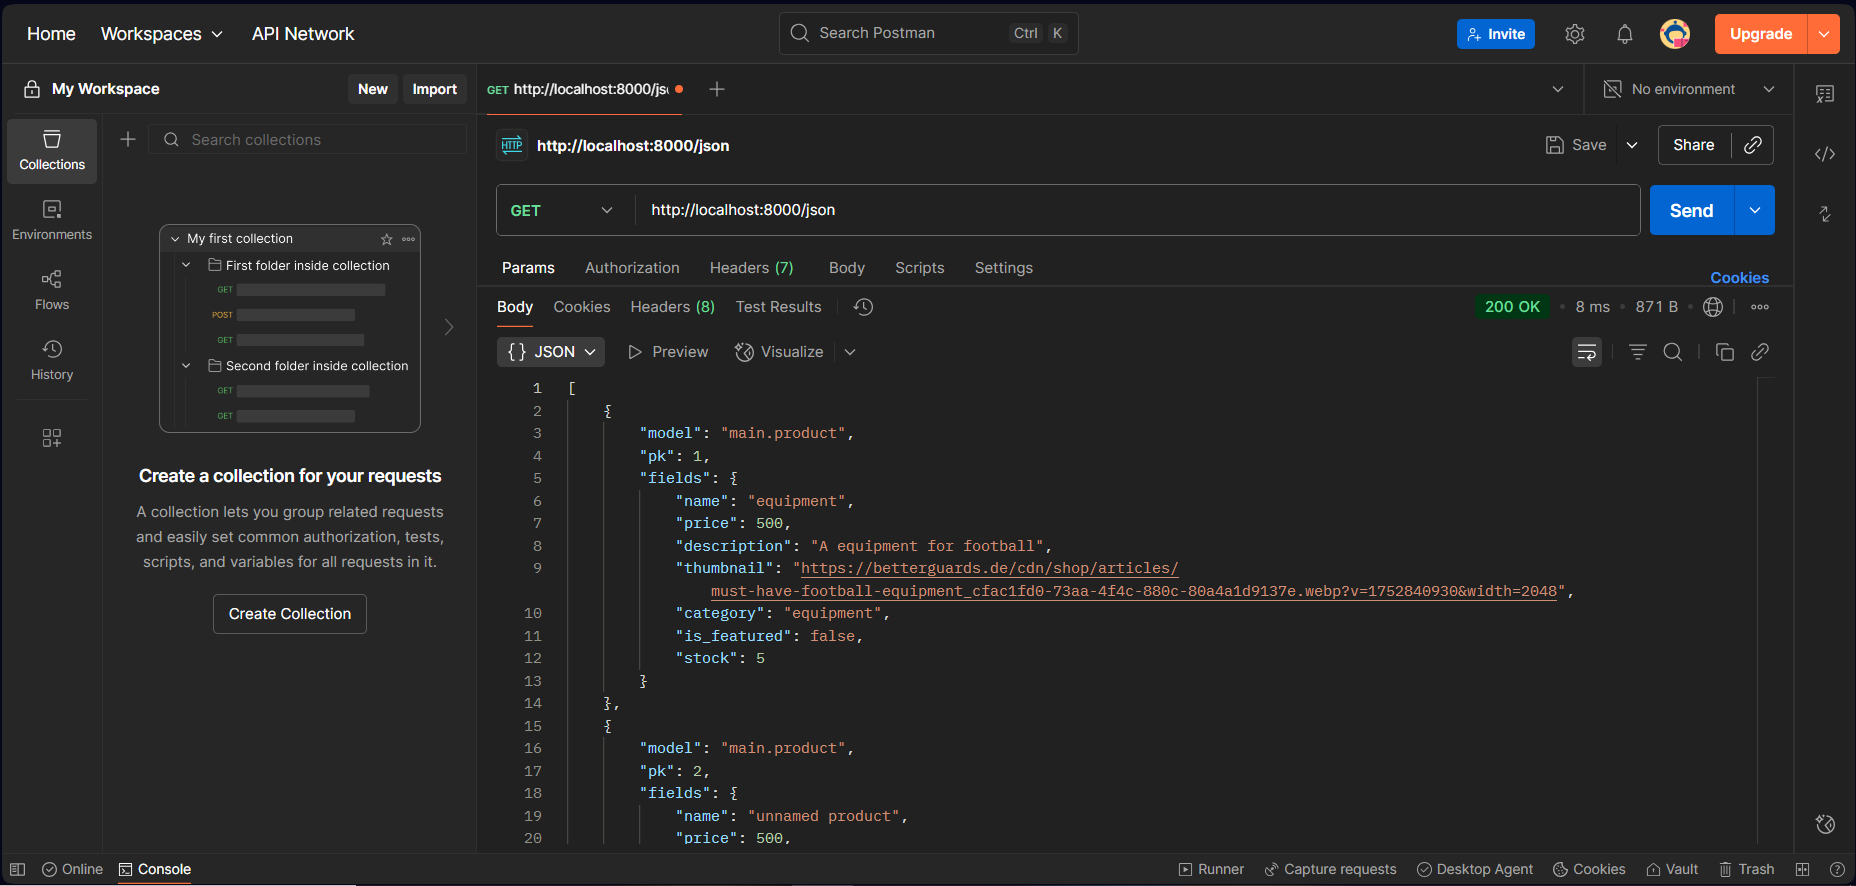 Home Workspaces API Network Search Postman Ctrl K Invite Upgrade
My Workspace New Import GET http://localhost:8000/js No environment
Collections
Search collections
HTTP http://localhost:8000/json Save Share
GET http://localhost:8000/json Send
Environments
Flows
History
My first collection
First folder inside collection
GET
POST
GET
Second folder inside collection
GET
GET
Create a collection for your requests
A collection lets you group related requests
and easily set common authorization, tests,
scripts, and variables for all requests in it.
Create Collection
Params Authorization Headers (7) Body Scripts Settings
Cookies
Body Cookies Headers (8) Test Results 200 OK 8 ms 871 B
{} JSON Preview Visualize
1 [
2 {
3 "model": "main.product",
4 "pk": 1,
5 "fields": {
6 "name": "equipment",
7 "price": 500,
8 "description": "A equipment for football",
9 "thumbnail": "https://betterguards.de/cdn/shop/articles/
must-have-football-equipment_cfac1fd0-73aa-4f4c-880c-80a4a1d9137e.webp?v=1752840930&width=2048",
10 "category": "equipment",
11 "is_featured": false,
12 "stock": 5
13 }
14 },
15 {
16 "model": "main.product",
17 "pk": 2,
18 "fields": {
19 "name": "unnamed product",
20 "price": 500,
Online Console Runner Capture requests Desktop Agent Cookies Vault Trash